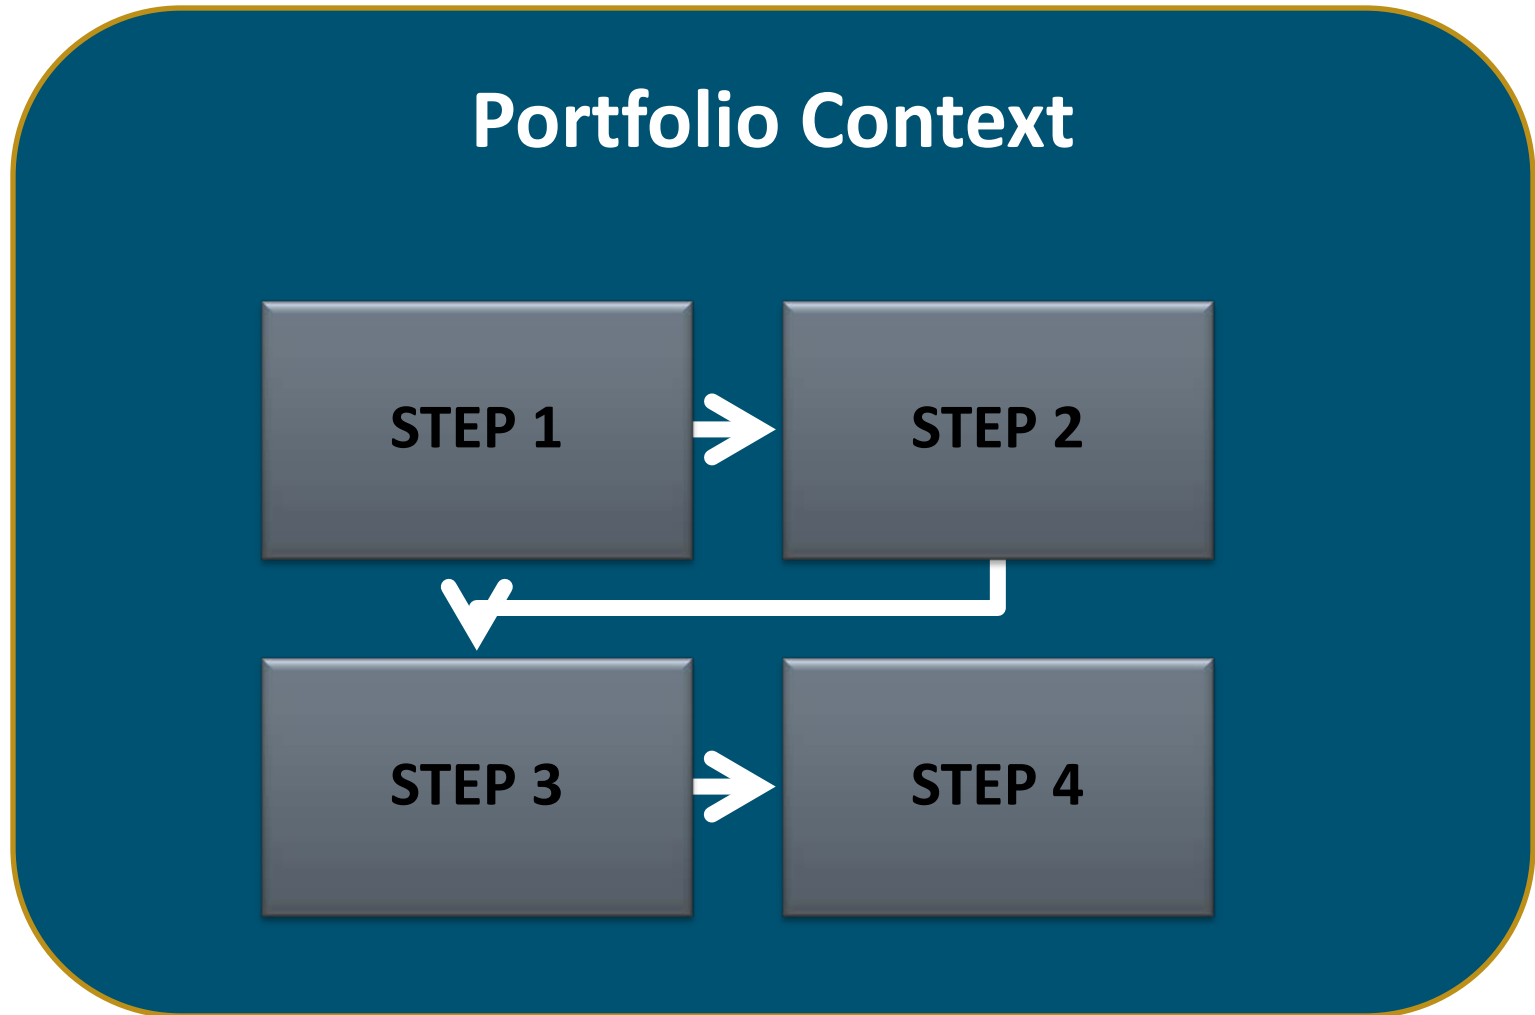 Portfolio Context
STEP 1
STEP 2
STEP 3
STEP 4